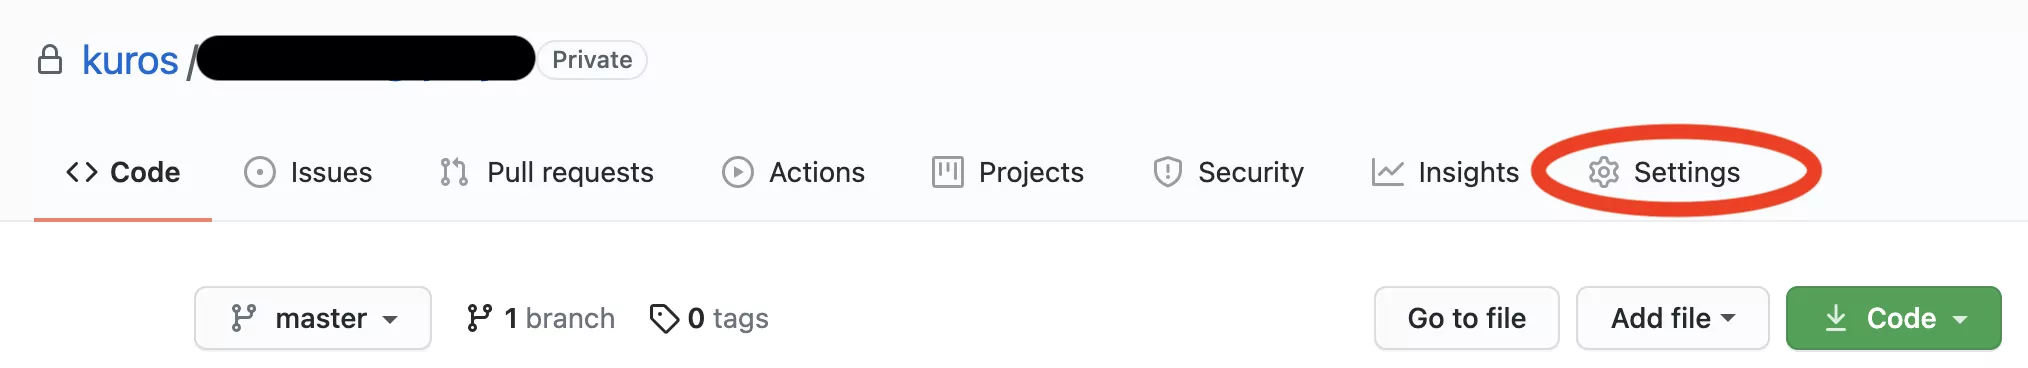 kuros / Private
Code Issues Pull requests Actions Projects Security Insights Settings
master 1 branch 0 tags Go to file Add file Code